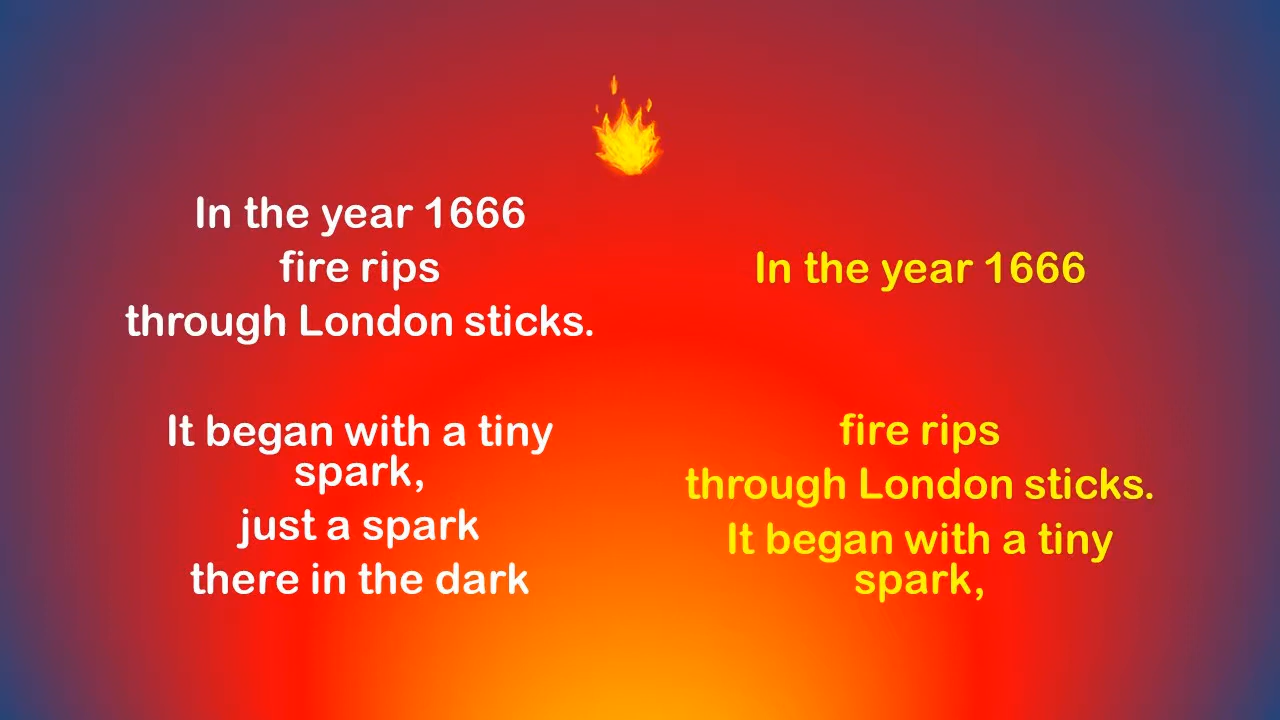 In the year 1666
fire rips
through London sticks.
It began with a tiny
spark,
just a spark
there in the dark
In the year 1666
fire rips
through London sticks.
It began with a tiny
spark,